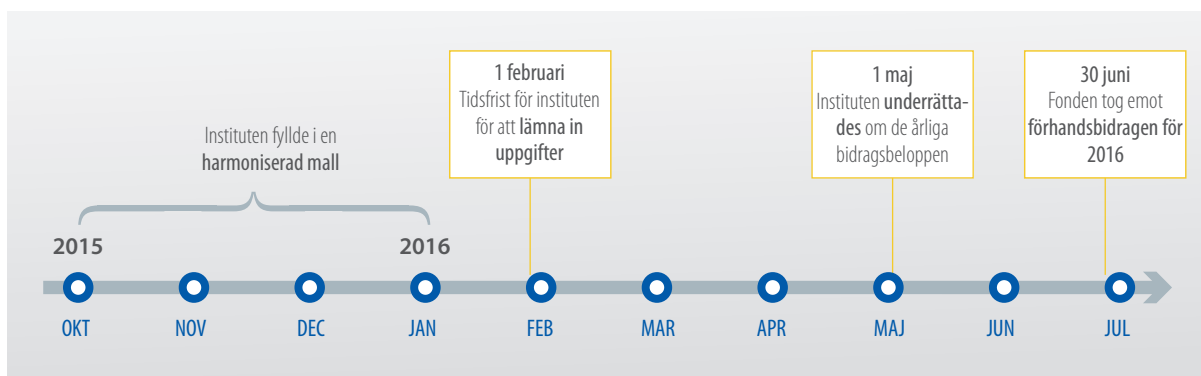 Instituten fyllde i en
harmoniserad mall
1 februari
Tidsfrist för instituten
för att lämna in
uppgifter
1 maj
Instituten underrätta-
des om de årliga
bidragsbeloppen
30 juni
Fonden tog emot
förhandsbidragen för
2016
2015
2016
OKT
NOV
DEC
JAN
FEB
MAR
APR
MAJ
JUN
JUL